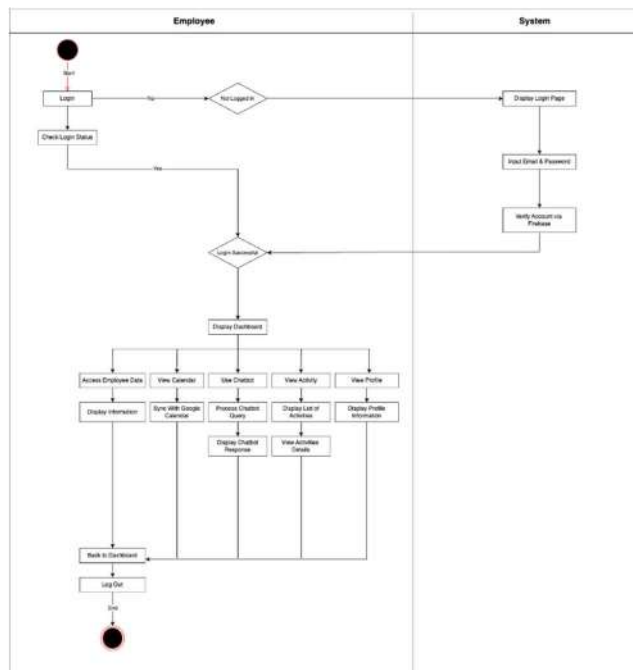 Employee
System
Start
Login
Not Logged In
Display Login Page
Check Login Status
Input Email & Password
Yes
Verify Account via
Firebase
Login Successful
Display Dashboard
Access Employee Data
View Calendar
Use Chatbot
View Activity
View Profile
Display Information
Sync With Google
Calendar
Process Chatbot
Query
Display List of
Activities
Display Profile
Information
Display Chatbot
Response
View Activities
Details
Back to Dashboard
Log Out
End